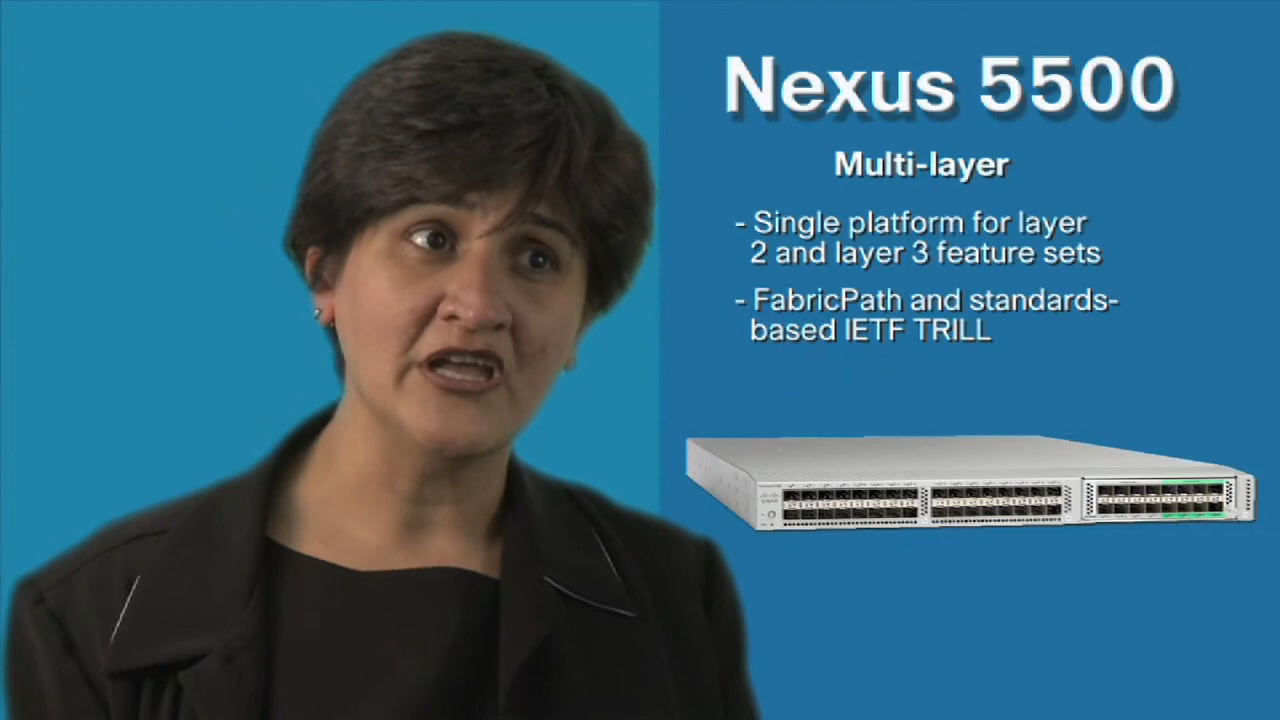 Nexus 5500
Multi-layer
- Single platform for layer
2 and layer 3 feature sets
- FabricPath and standards-
based IETF TRILL